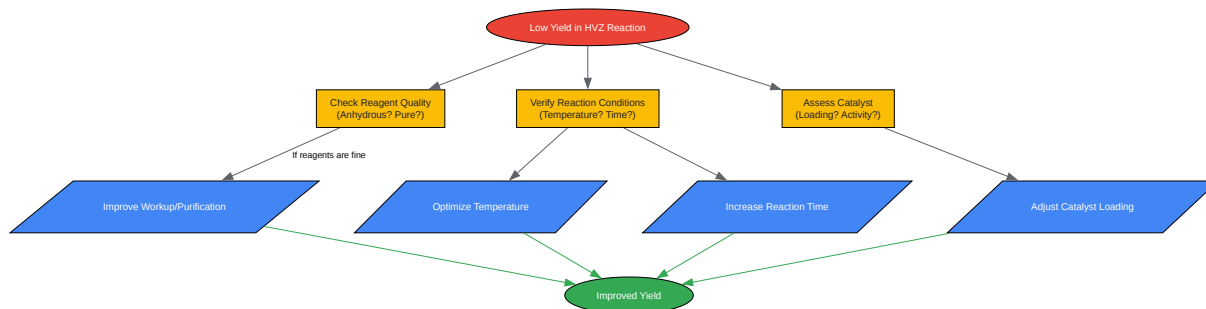 Low Yield in HVZ Reaction
Check Reagent Quality
(Anhydrous? Pure?)
Verify Reaction Conditions
(Temperature? Time?)
Assess Catalyst
(Loading? Activity?)
If reagents are fine
Improve Workup/Purification
Optimize Temperature
Increase Reaction Time
Adjust Catalyst Loading
Improved Yield